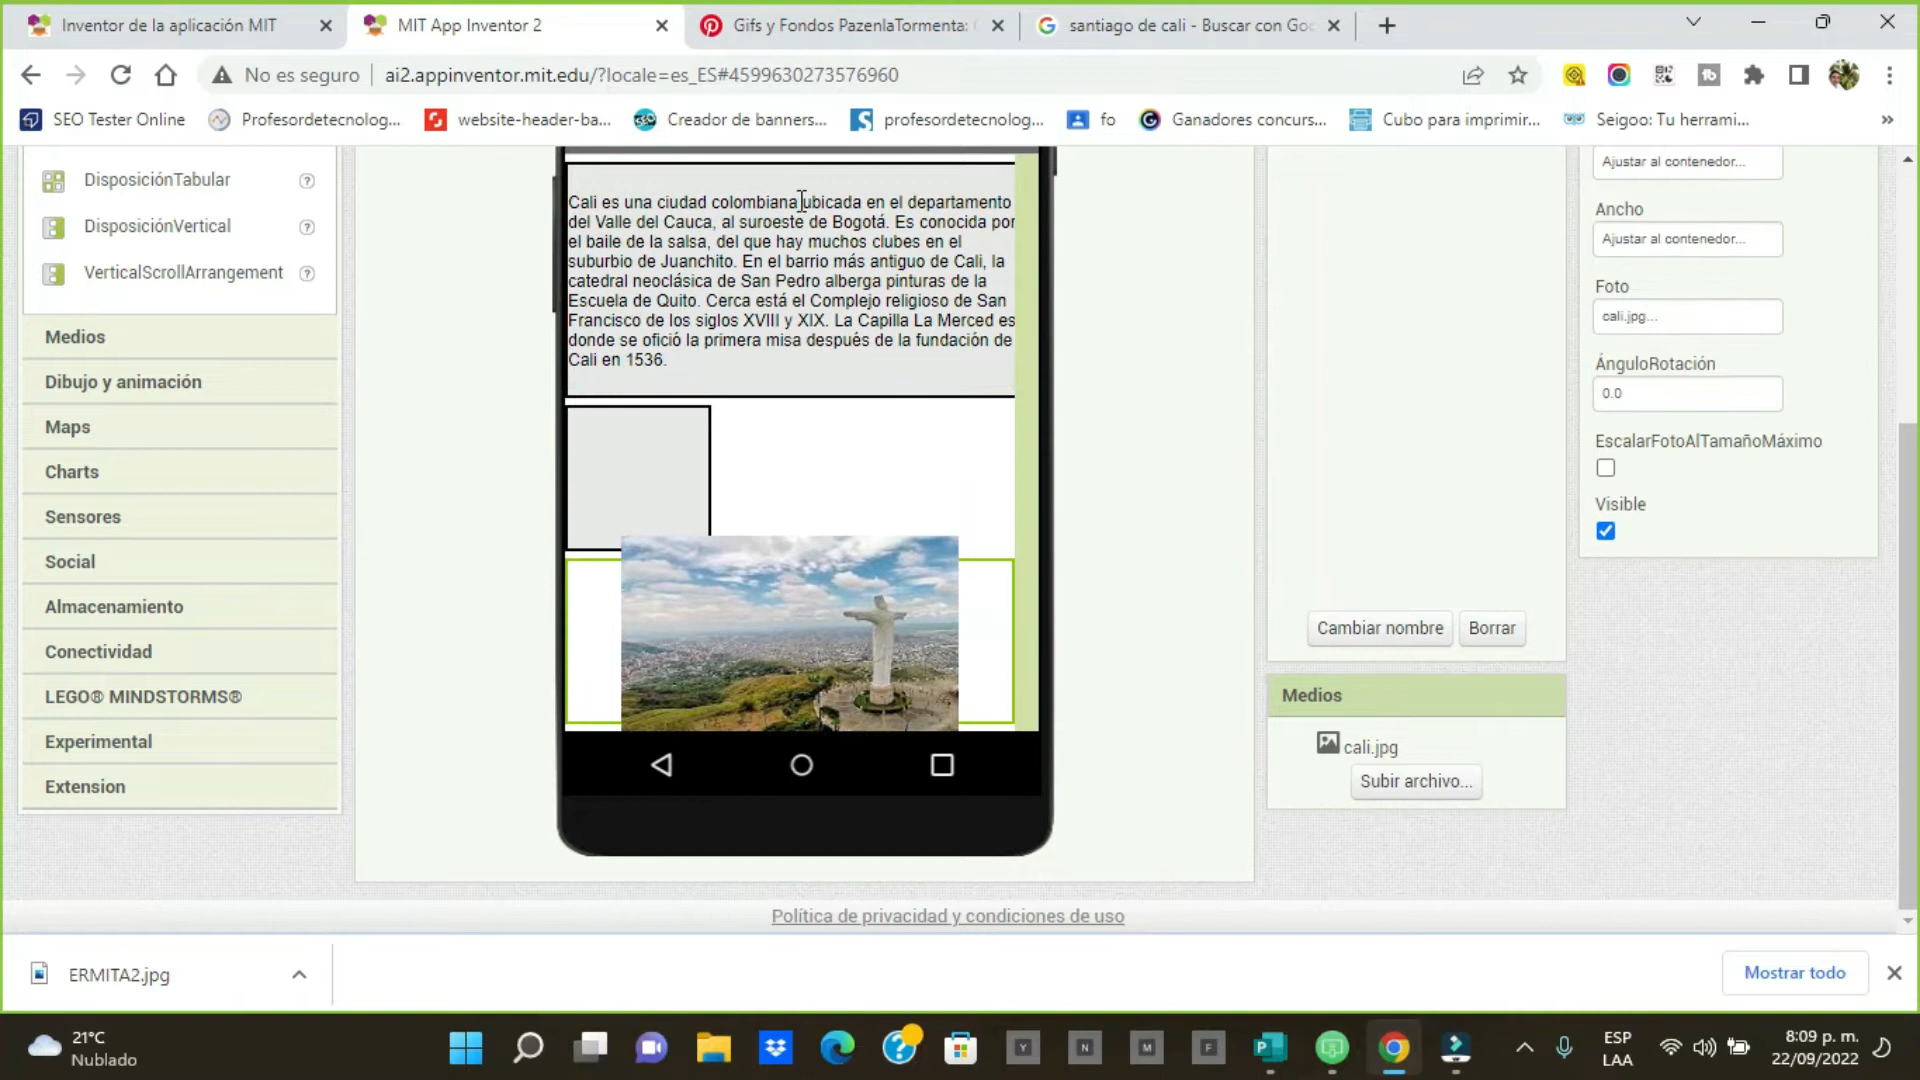 Inventor de la aplicación MIT
MIT App Inventor 2
Gifs y Fondos PazenlaTormenta:
santiago de cali - Buscar con Goo
No es seguro
ai2.appinventor.mit.edu/?locale=es_ES#4599630273576960
SEO Tester Online
Profesordetecnolog...
website-header-ba...
Creador de banners...
profesordetecnolog...
fo
Ganadores concurs...
Cubo para imprimir...
Seigoo: Tu herrami...
»
DisposiciónTabular
DisposiciónVertical
VerticalScrollArrangement
Medios
Dibujo y animación
Maps
Charts
Sensores
Social
Almacenamiento
Conectividad
LEGO® MINDSTORMS®
Experimental
Extension
Cali es una ciudad colombiana ubicada en el departamento
del Valle del Cauca, al suroeste de Bogotá. Es conocida por
el baile de la salsa, del que hay muchos clubes en el
suburbio de Juanchito. En el barrio más antiguo de Cali, la
catedral neoclásica de San Pedro alberga pinturas de la
Escuela de Quito. Cerca está el Complejo religioso de San
Francisco de los siglos XVIII y XIX. La Capilla La Merced es
donde se ofició la primera misa después de la fundación de
Cali en 1536.
Cambiar nombre
Borrar
Medios
cali.jpg
Subir archivo...
Ajustar al contenedor...
Ancho
Ajustar al contenedor...
Foto
cali.jpg...
ÁnguloRotación
0.0
EscalarFotoAlTamañoMáximo
Visible
Política de privacidad y condiciones de uso
ERMITA2.jpg
Mostrar todo
21°C
Nublado
Y
N
M
F
ESP
LAA
8:09 p. m.
22/09/2022